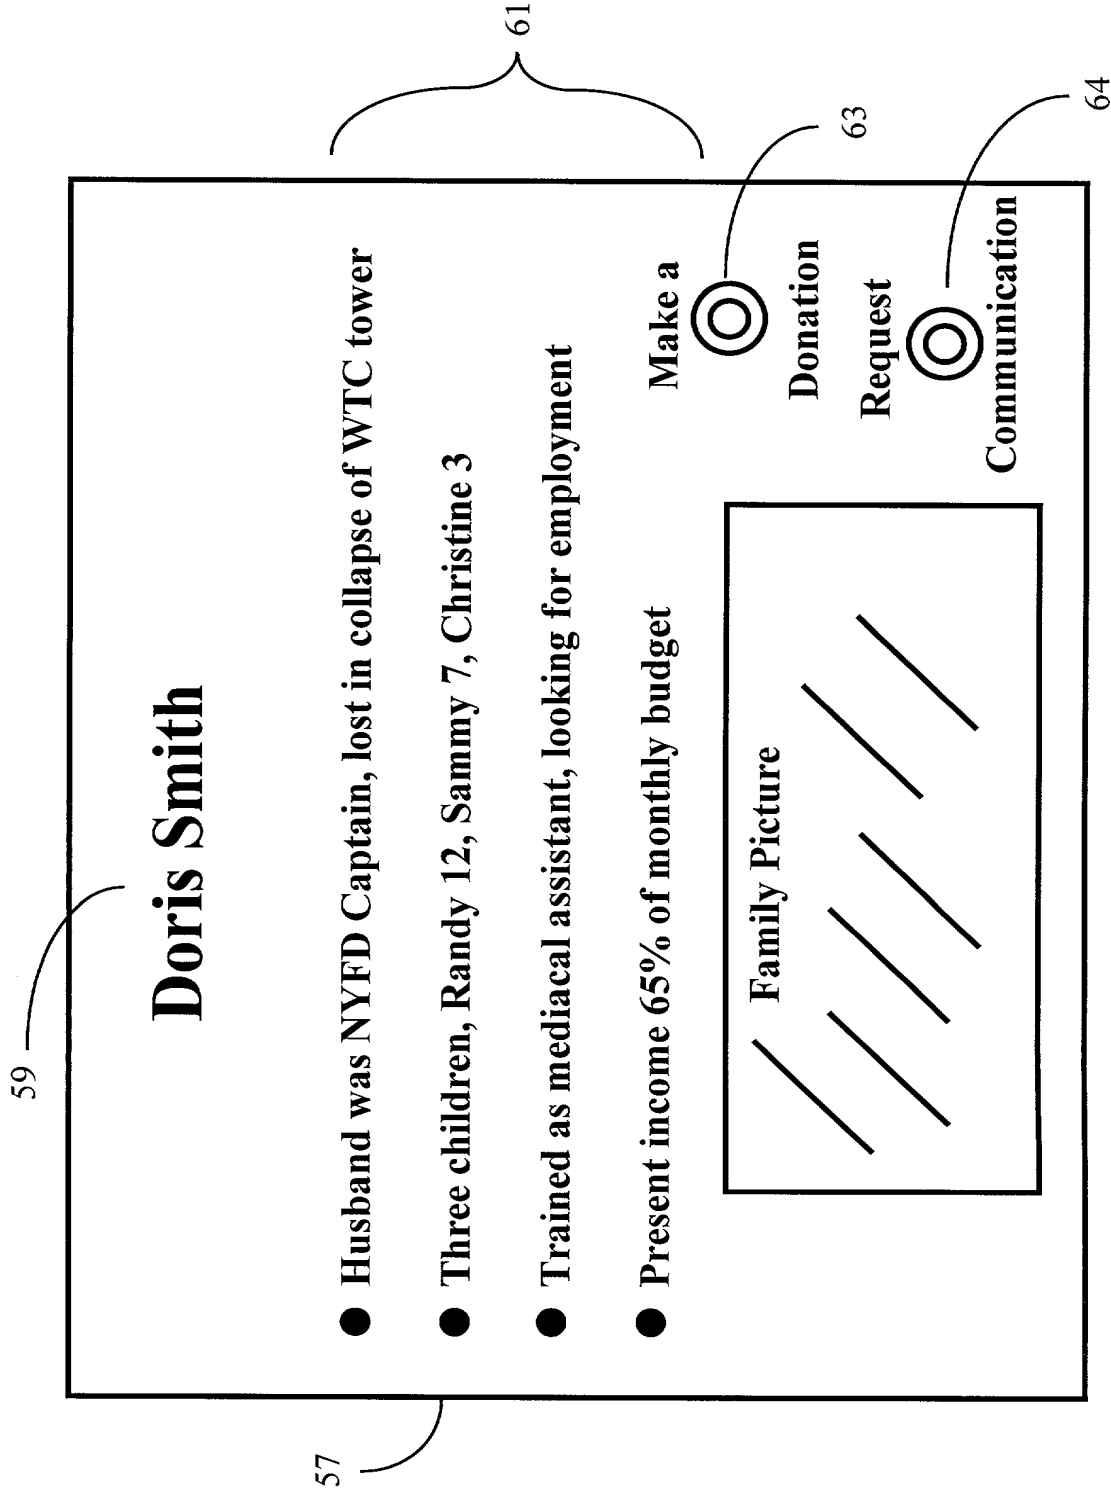 59
Doris Smith
61
● Husband was NYFD Captain, lost in collapse of WTC tower
● Three children, Randy 12, Sammy 7, Christine 3
● Trained as mediacal assistant, looking for employment
● Present income 65% of monthly budget
57
Family Picture
Make a
Donation
63
Request
Communication
64